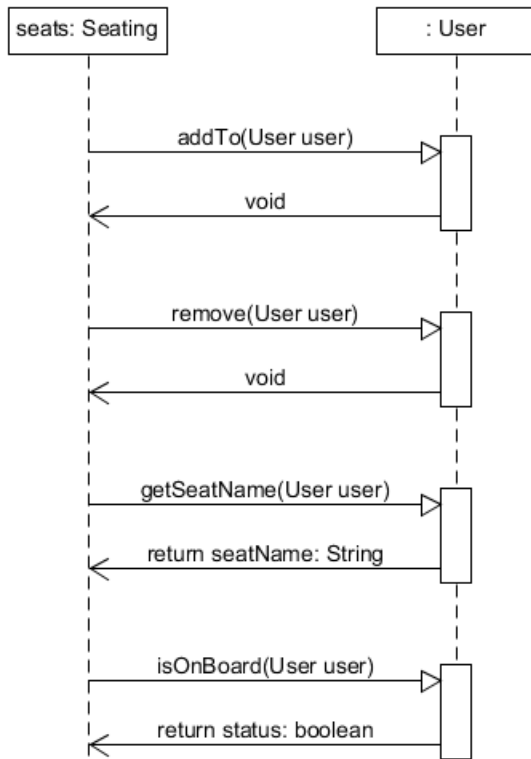 seats: Seating
: User
addTo(User user)
void
remove(User user)
void
getSeatName(User user)
return seatName: String
isOnBoard(User user)
return status: boolean